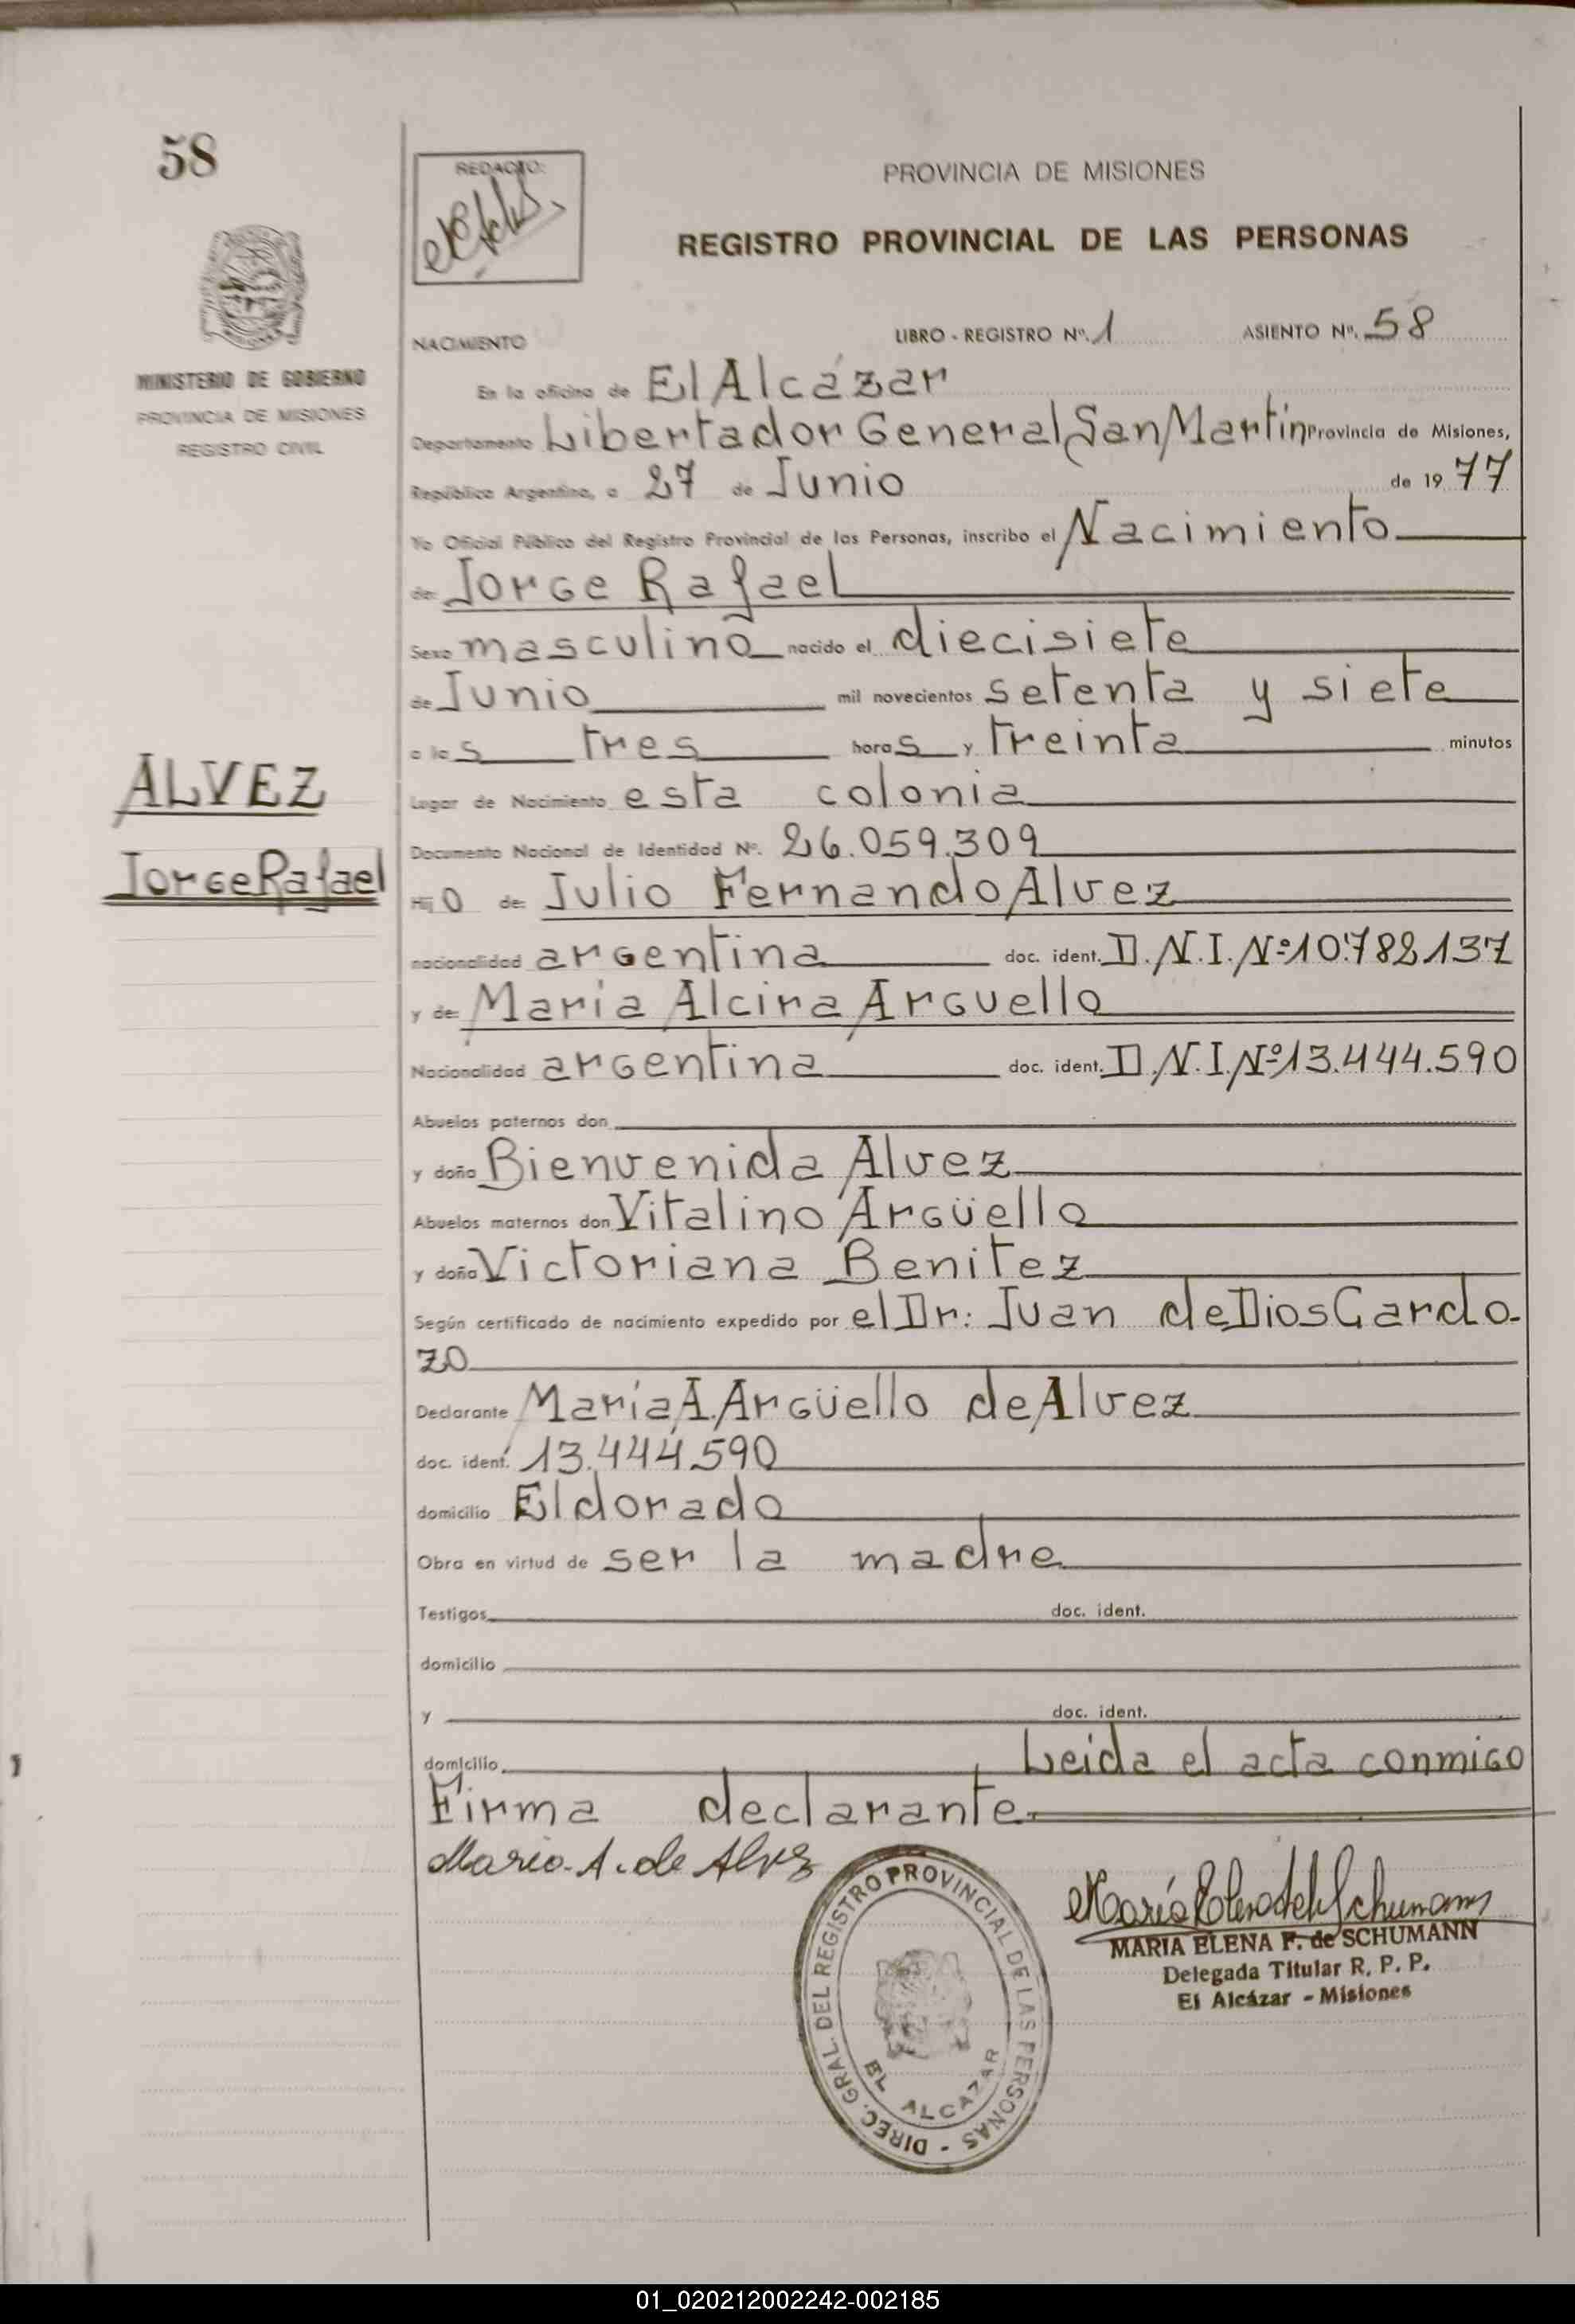 58
REDACTO:
PROVINCIA DE MISIONES
REGISTRO PROVINCIAL DE LAS PERSONAS
MINISTERIO DE GOBIERNO
PROVINCIA DE MISIONES
REGISTRO CIVIL
NACIMIENTO LIBRO - REGISTRO Nº. 1 ASIENTO Nº. 58
En la oficina de El Alcázar
Departamento Libertador General San Martín Provincia de Misiones,
República Argentina, a 27 de Junio de 19 77
Yo Oficial Público del Registro Provincial de las Personas, inscribo el Nacimiento
de: Jorge Rafael
Sexo masculino nacido el diecisiete
de Junio mil novecientos setenta y siete
a las tres horas y treinta minutos
ALVEZ
Jorge Rafael
Lugar de Nacimiento esta colonia
Documento Nacional de Identidad Nº. 26.059.309
Hijo de: Julio Fernando Alvez
nacionalidad argentina doc. ident. D.N.I.Nº10.782.137
y de: Maria Alcira Arguello
Nacionalidad argentina doc. ident. D.N.I.Nº13.444.590
Abuelos paternos don
y doña Bienvenida Alvez
Abuelos maternos don Vitalino Argüello
y doña Victoriana Benitez
Según certificado de nacimiento expedido por el Dr: Juan de Dios Cardo-
zo
Declarante María A. Argüello de Alvez
doc. ident. 13.444.590
domicilio Eldorado
Obra en virtud de ser la madre
Testigos doc. ident.
domicilio
y doc. ident.
domicilio Leida el acta conmigo
Firma declarante.
Maria A. de Alvez
MARIA ELENA F. de SCHUMANN
Delegada Titular R. P. P.
El Alcázar - Misiones
DIREC. GRAL. DEL REGISTRO PROVINCIAL DE LAS PERSONAS -
EL ALCAZAR
01_020212002242-002185